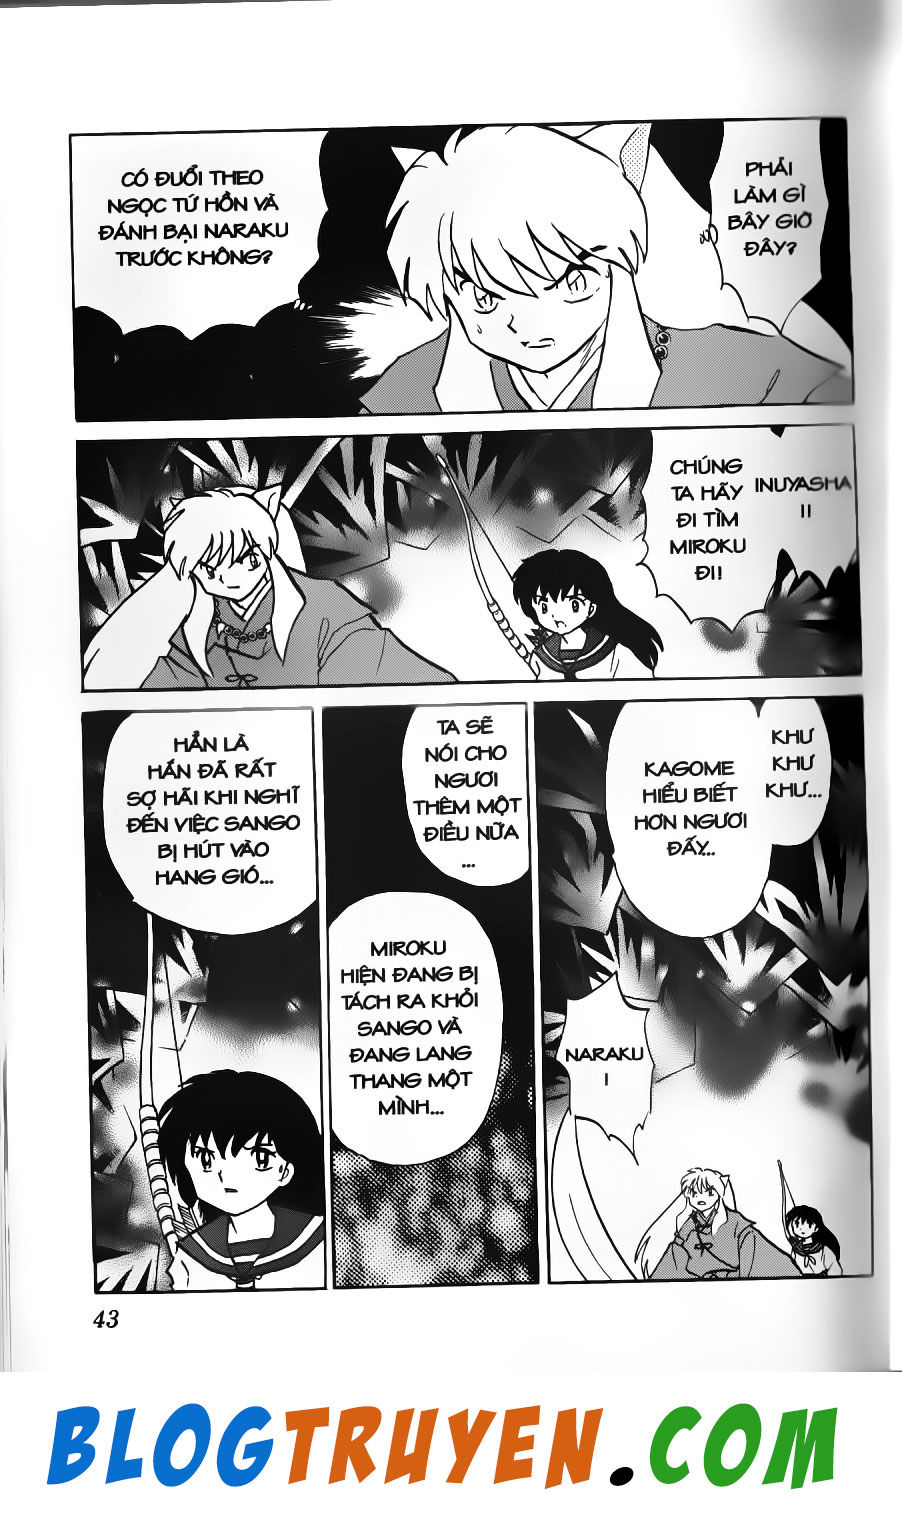 PHẢI
LÀM GÌ
BÂY GIỜ
ĐÂY?
CÓ ĐUỔI THEO
NGỌC TỨ HỒN VÀ
ĐÁNH BẠI NARAKU
TRƯỚC KHÔNG?
INUYASHA
!!
CHÚNG
TA HÃY
ĐI TÌM
MIROKU
ĐI!
KHƯ
KHƯ
KHƯ...
KAGOME
HIỂU BIẾT
HƠN NGƯƠI
ĐẤY...
NARAKU
!
TA SẼ
NÓI CHO
NGƯƠI
THÊM MỘT
ĐIỀU NỮA
...
MIROKU
HIỆN ĐANG BỊ
TÁCH RA KHỎI
SANGO VÀ
ĐANG LANG
THANG MỘT
MÌNH...
HẲN LÀ
HẮN ĐÃ RẤT
SỢ HÃI KHI NGHĨ
ĐẾN VIỆC SANGO
BỊ HÚT VÀO
HANG GIÓ...
43
BLOGTRUYEN.COM